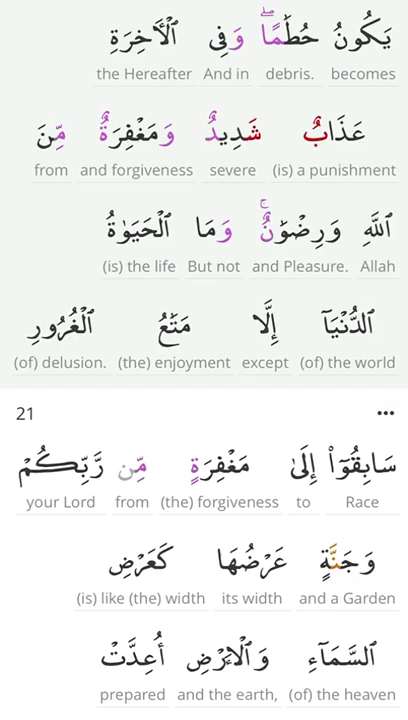 يَكُونُ حُطَٰمًا ۖ وَفِى ٱلْـَٔاخِرَةِ
the Hereafter And in debris. becomes
عَذَابٌ شَدِيدٌ وَمَغْفِرَةٌ مِّنَ
from and forgiveness severe (is) a punishment
ٱللَّهِ وَرِضْوَٰنٌ ۚ وَمَا ٱلْحَيَوٰةُ
(is) the life But not and Pleasure. Allah
ٱلدُّنْيَآ إِلَّا مَتَٰعُ ٱلْغُرُورِ
(of) delusion. (the) enjoyment except (of) the world
21
سَابِقُوٓا۟ إِلَىٰ مَغْفِرَةٍ مِّن رَّبِّكُمْ
your Lord from (the) forgiveness to Race
وَجَنَّةٍ عَرْضُهَا كَعَرْضِ
(is) like (the) width its width and a Garden
ٱلسَّمَآءِ وَٱلْأَرْضِ أُعِدَّتْ
prepared and the earth, (of) the heaven